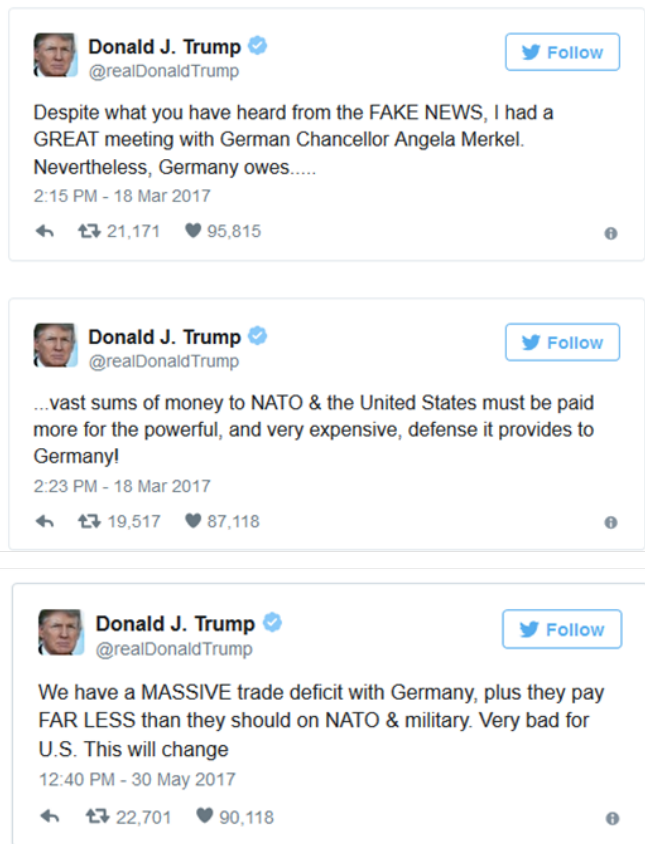 Donald J. Trump
Follow
@realDonaldTrump
Despite what you have heard from the FAKE NEWS, I had a
GREAT meeting with German Chancellor Angela Merkel.
Nevertheless, Germany owes.....
2:15 PM - 18 Mar 2017
21,171 95,815
Donald J. Trump
Follow
@realDonaldTrump
...vast sums of money to NATO & the United States must be paid
more for the powerful, and very expensive, defense it provides to
Germany!
2:23 PM - 18 Mar 2017
19,517 87,118
Donald J. Trump
Follow
@realDonaldTrump
We have a MASSIVE trade deficit with Germany, plus they pay
FAR LESS than they should on NATO & military. Very bad for
U.S. This will change
12:40 PM - 30 May 2017
22,701 90,118